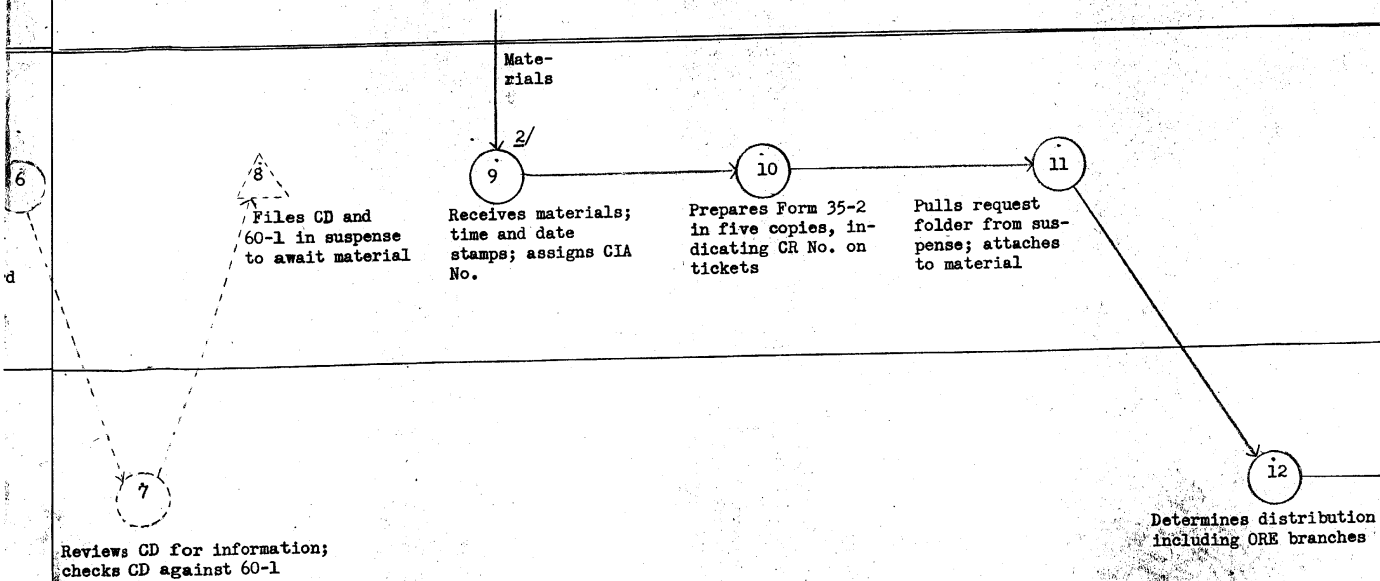 Mate-
rials
2/
6
8
9
10
11
Files CD and
60-1 in suspense
to await material
Receives materials;
time and date
stamps; assigns CIA
No.
Prepares Form 35-2
in five copies, in-
dicating CR No. on
tickets
Pulls request
folder from sus-
pense; attaches
to material
d
7
12
Reviews CD for information;
checks CD against 60-1
Determines distribution
including ORE branches